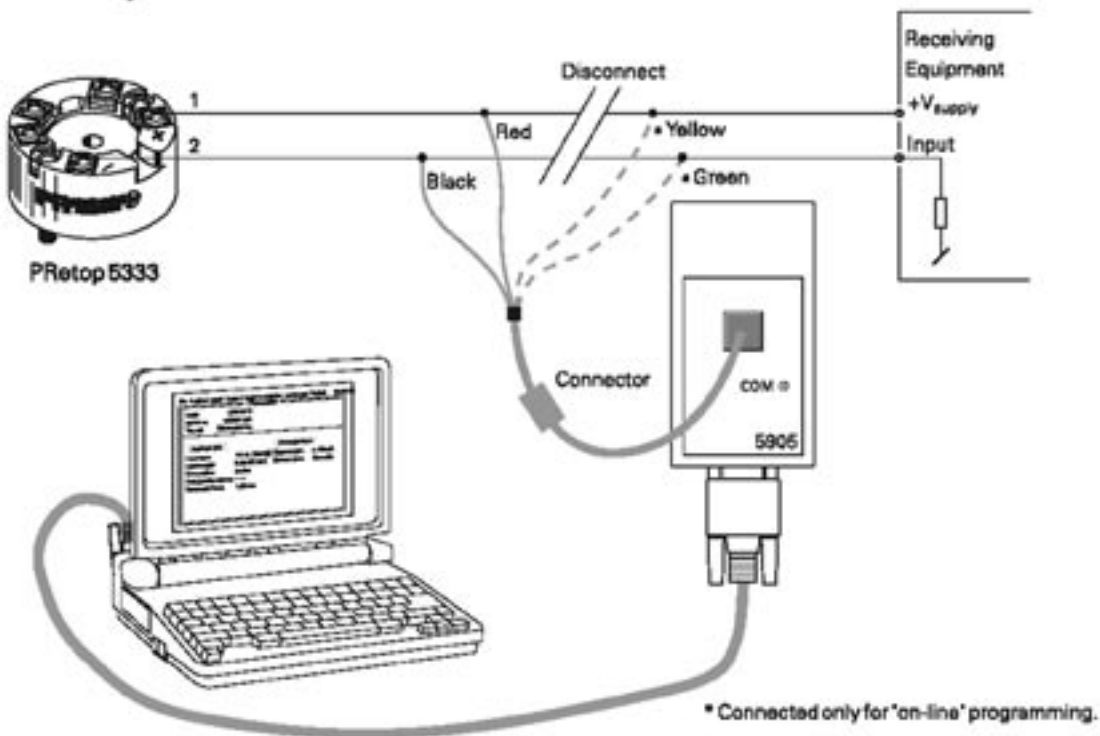 Receiving
Equipment
+Vsupply
Input
Disconnect
1
2
Red
* Yellow
Black
* Green
PRetop 5333
Connector
COM
5905
* Connected only for "on-line" programming.